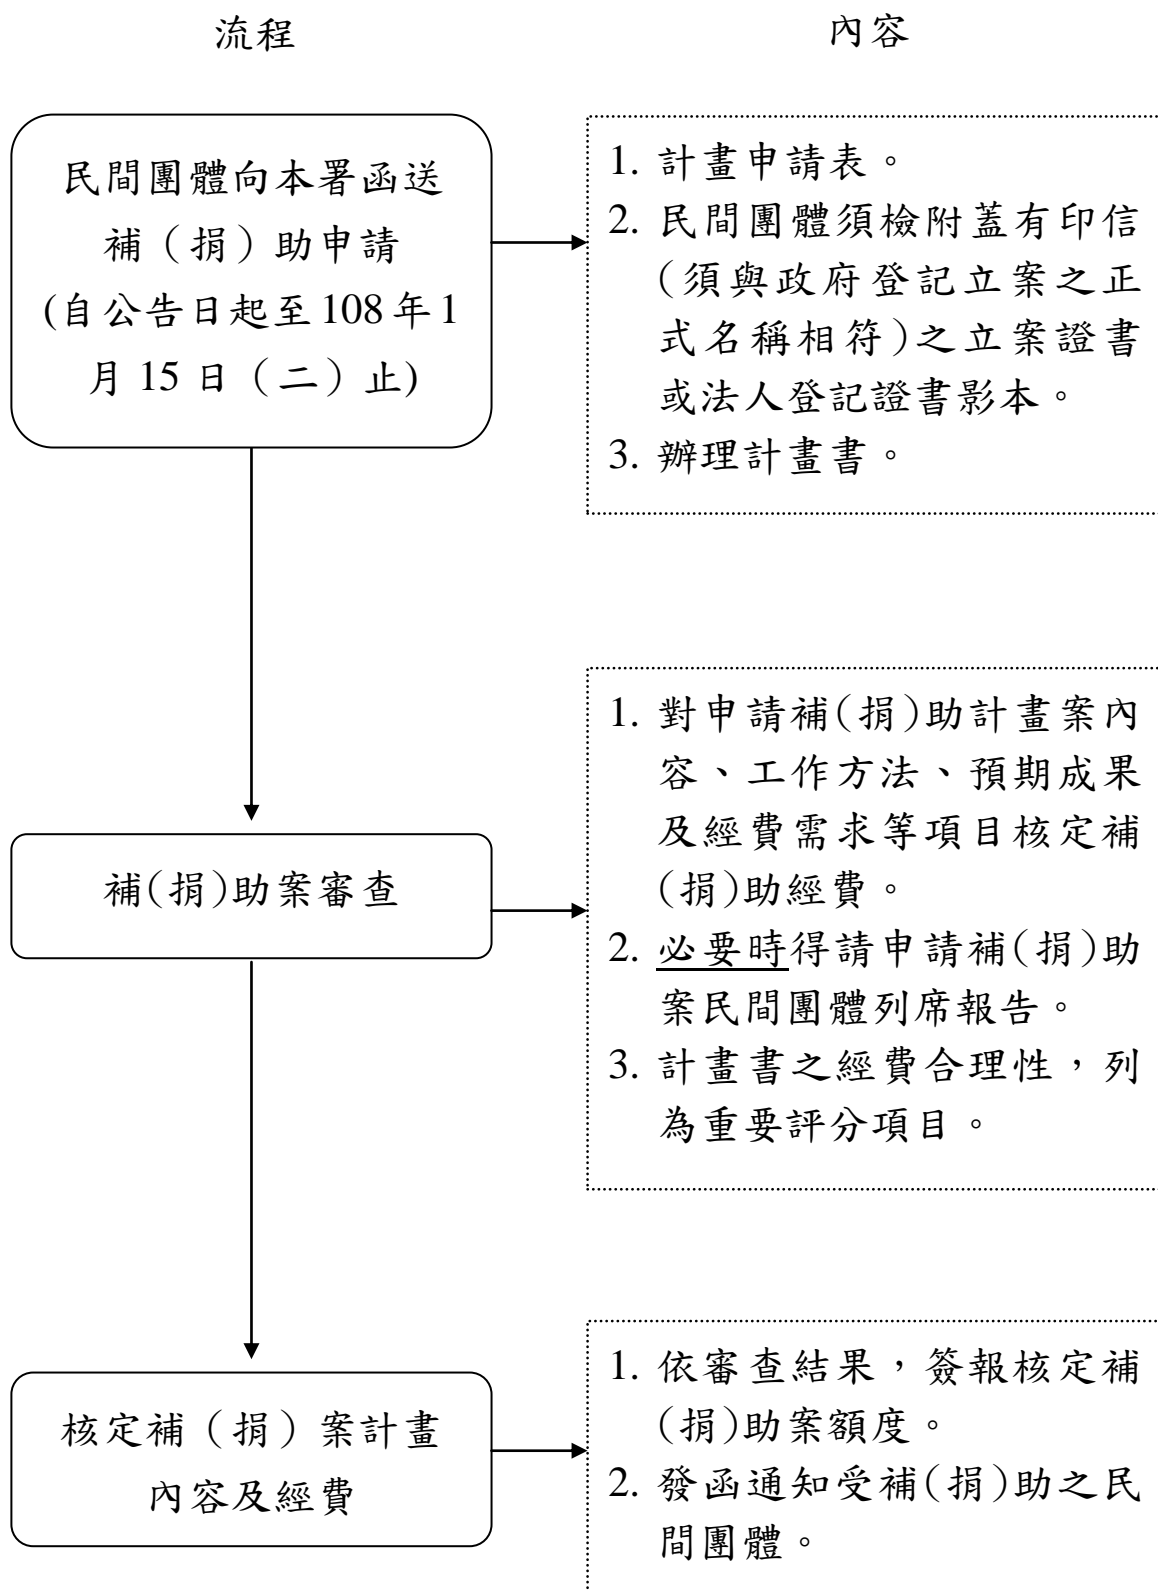 流程
內容
民間團體向本署函送
補（捐）助申請
(自公告日起至 108 年 1
月 15 日（二）止)
1. 計畫申請表。
2. 民間團體須檢附蓋有印信
(須與政府登記立案之正
式名稱相符)之立案證書
或法人登記證書影本。
3. 辦理計畫書。
補(捐)助案審查
1. 對申請補(捐)助計畫案內
容、工作方法、預期成果
及經費需求等項目核定補
(捐)助經費。
2. 必要時得請申請補(捐)助
案民間團體列席報告。
3. 計畫書之經費合理性，列
為重要評分項目。
核定補（捐）案計畫
內容及經費
1. 依審查結果，簽報核定補
(捐)助案額度。
2. 發函通知受補(捐)助之民
間團體。